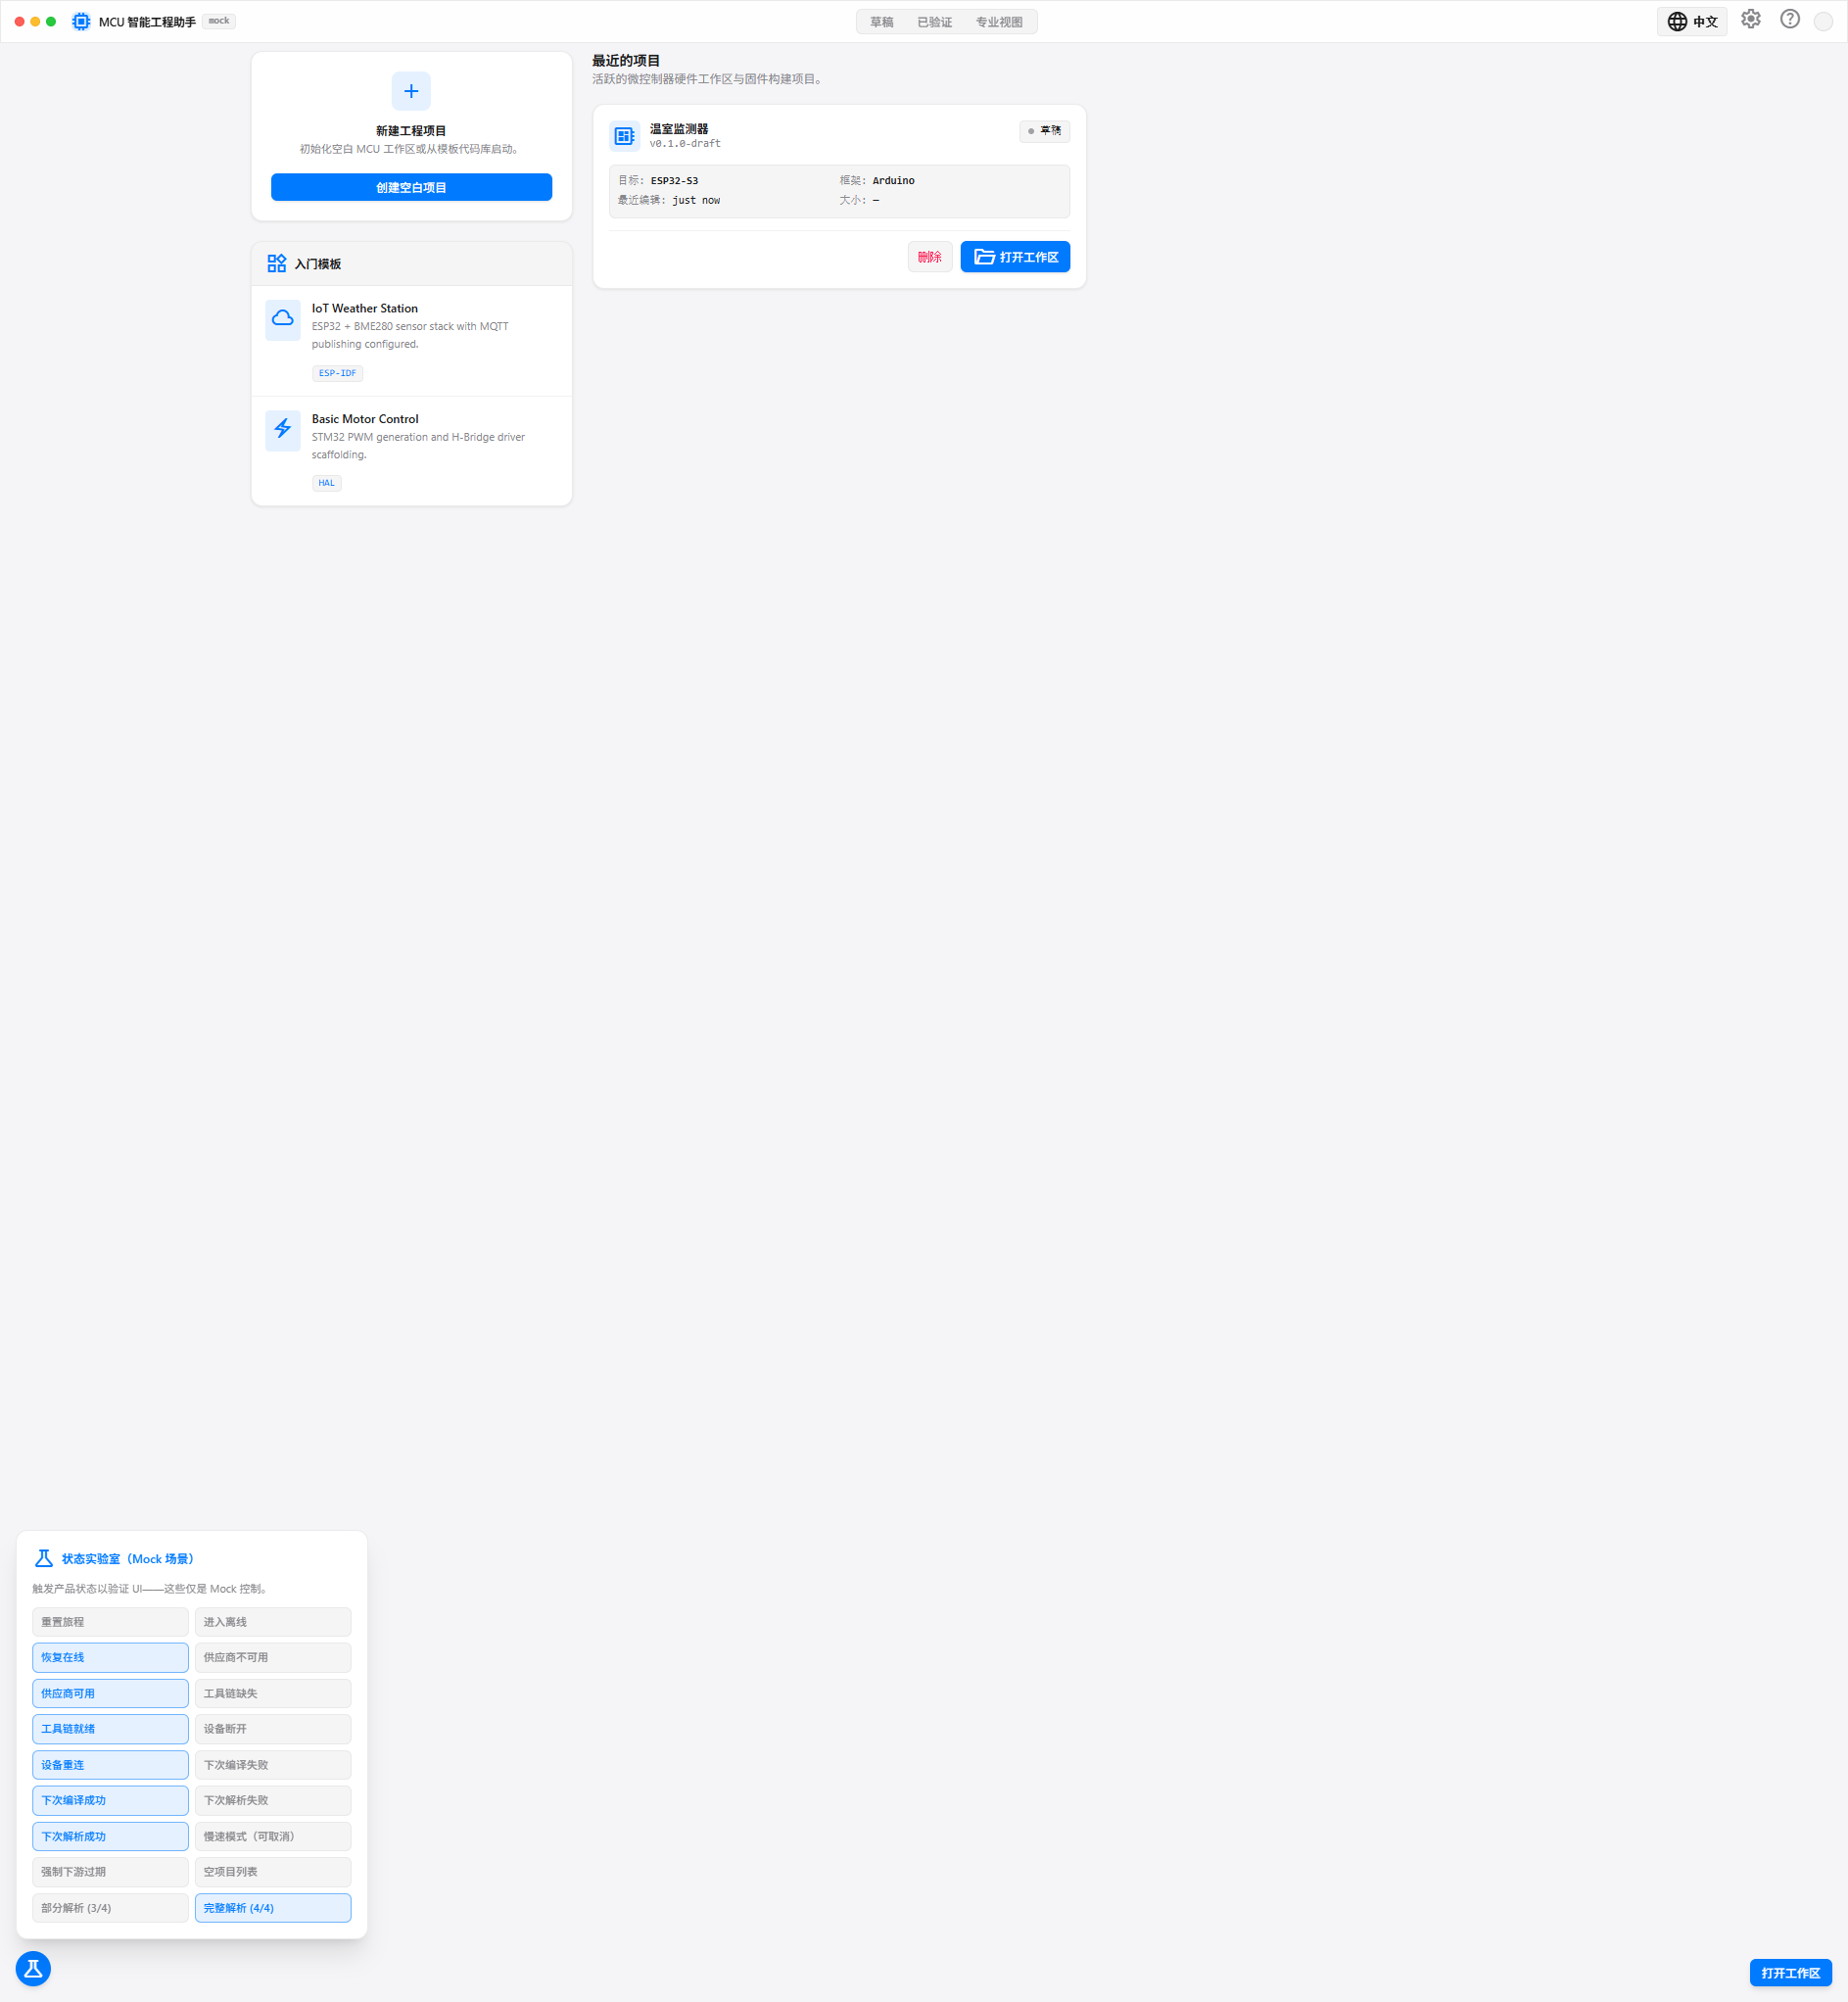 MCU 智能工程助手 mock
草稿 已验证 专业视图
中文
新建工程项目
初始化空白 MCU 工作区或从模板代码库启动。
创建空白项目
入门模板
IoT Weather Station
ESP32 + BME280 sensor stack with MQTT
publishing configured.
ESP-IDF
Basic Motor Control
STM32 PWM generation and H-Bridge driver
scaffolding.
HAL
最近的项目
活跃的微控制器硬件工作区与固件构建项目。
温室监测器
v0.1.0-draft
草稿
目标: ESP32-S3 框架: Arduino
最近编辑: just now 大小: —
删除 打开工作区
状态实验室（Mock 场景）
触发产品状态以验证 UI——这些仅是 Mock 控制。
重置旅程 进入离线
恢复在线 供应商不可用
供应商可用 工具链缺失
工具链就绪 设备断开
设备重连 下次编译失败
下次编译成功 下次解析失败
下次解析成功 慢速模式（可取消）
强制下游过期 空项目列表
部分解析 (3/4) 完整解析 (4/4)
打开工作区